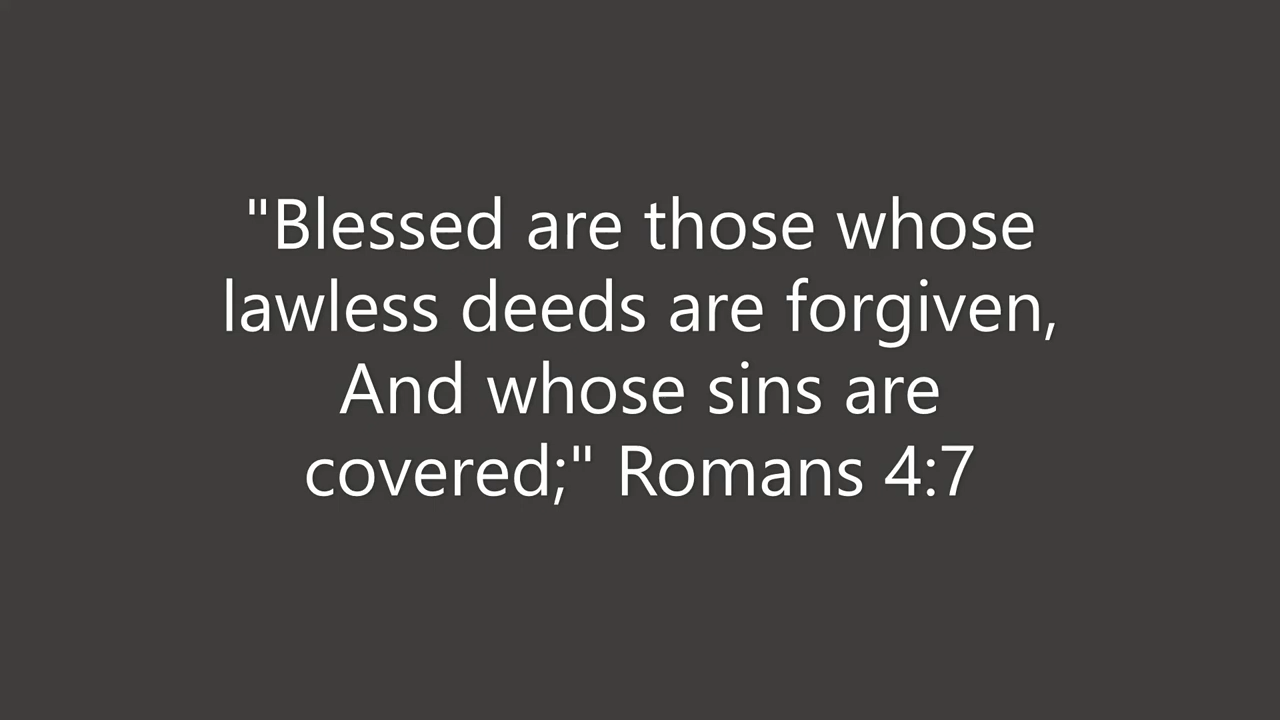 "Blessed are those whose
lawless deeds are forgiven,
And whose sins are
covered;" Romans 4:7